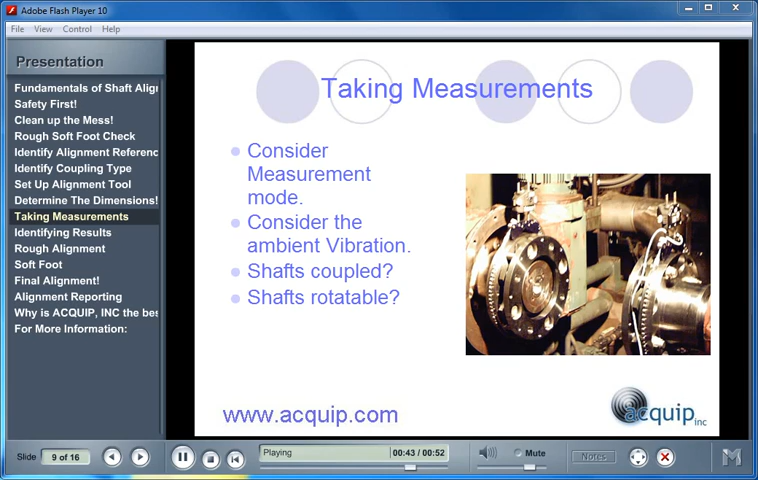 Adobe Flash Player 10
File View Control Help
Presentation
Fundamentals of Shaft Align
Safety First!
Clean up the Mess!
Rough Soft Foot Check
Identify Alignment Referenc
Identify Coupling Type
Set Up Alignment Tool
Determine The Dimensions!
Taking Measurements
Identifying Results
Rough Alignment
Soft Foot
Final Alignment!
Alignment Reporting
Why is ACQUIP, INC the bes
For More Information:
Taking Measurements
Consider
Measurement
mode.
Consider the
ambient Vibration.
Shafts coupled?
Shafts rotatable?
www.acquip.com
acquip inc
Slide 9 of 16
Playing 00:43 / 00:52
Mute
Notes